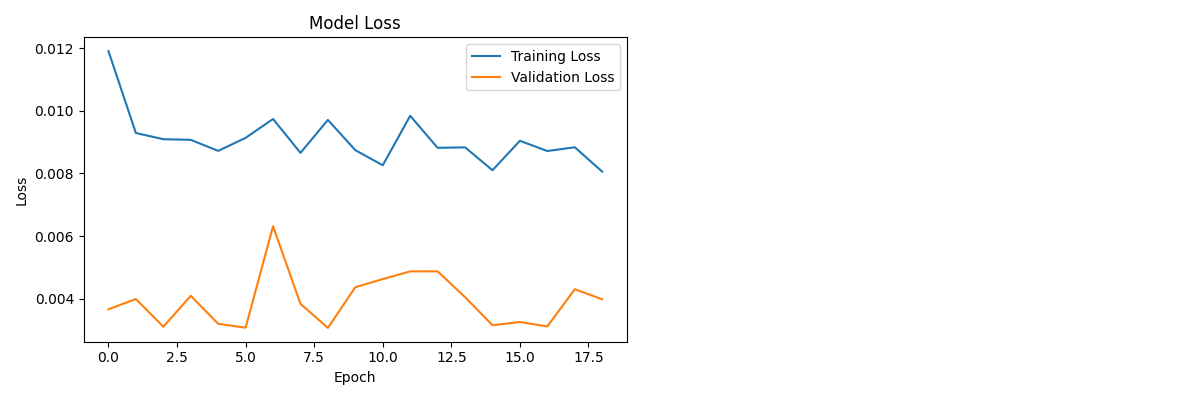 Model Loss
Training Loss
Validation Loss
0.012
0.010
0.008
0.006
0.004
Loss
0.0 2.5 5.0 7.5 10.0 12.5 15.0 17.5
Epoch